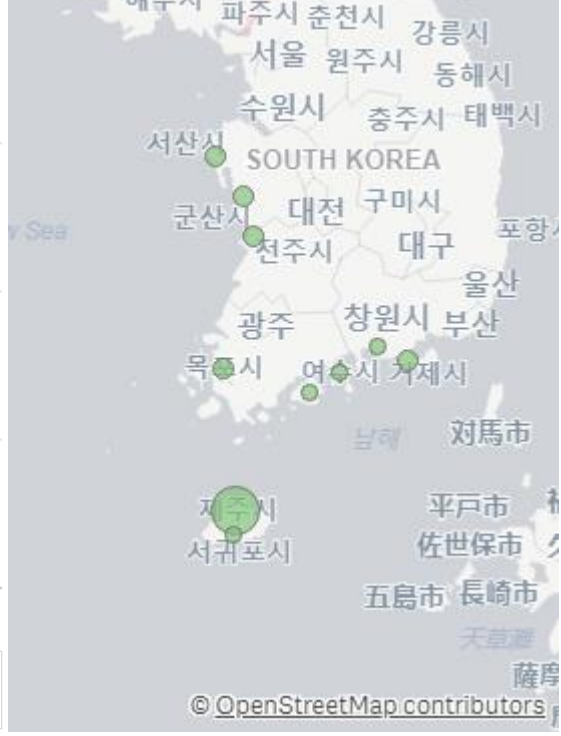 파주시 춘천시
강릉시
서울 원주시
동해시
수원시
충주시 태백시
서산시
SOUTH KOREA
구미시
군산시 대전
w Sea
포항시
전주시 대구
울산
광주 창원시 부산
목포시 여수시 거제시
남해 対馬市
제주시 平戸市
서귀포시 佐世保市
五島市 長崎市
天草灘
薩摩
© OpenStreetMap contributors